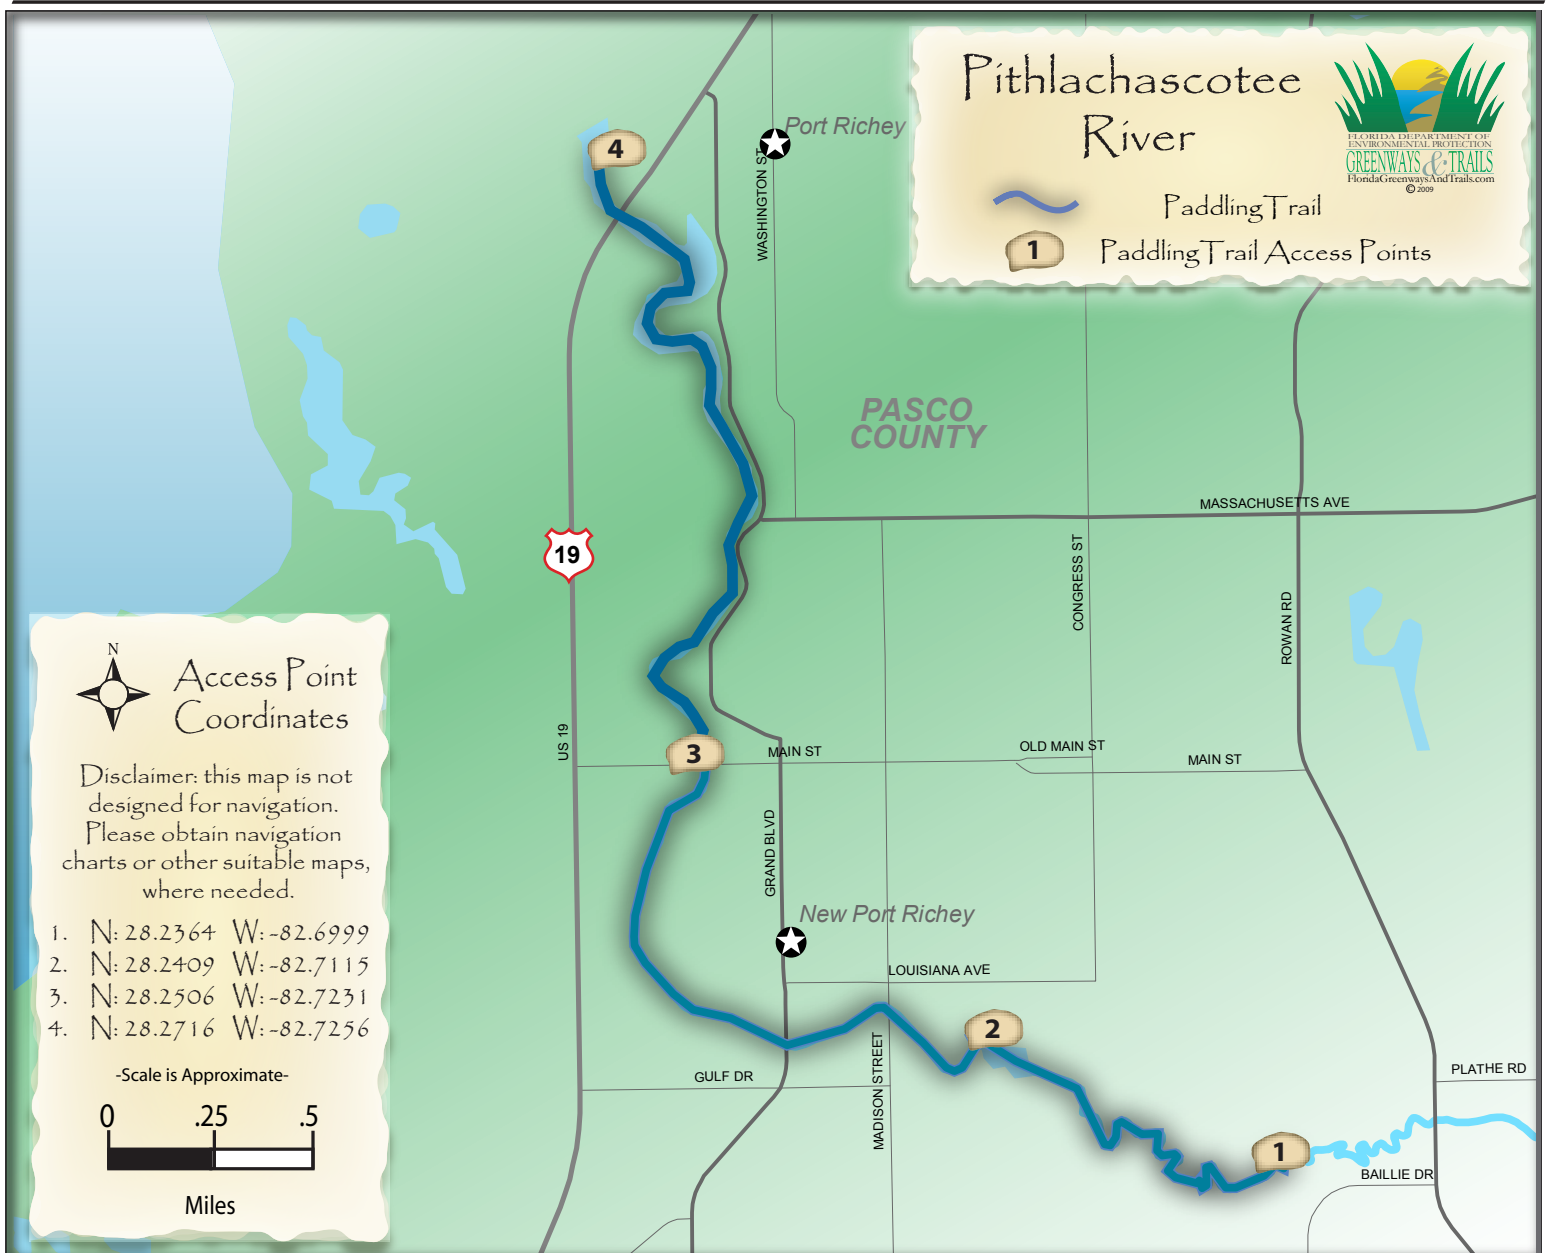 Pithlachascotee
River
FLORIDA DEPARTMENT OF
ENVIRONMENTAL PROTECTION
GREENWAYS & TRAILS
FloridaGreenwaysAndTrails.com
© 2009
Paddling Trail
1
Paddling Trail Access Points
4
Port Richey
WASHINGTON ST
PASCO
COUNTY
MASSACHUSETTS AVE
19
CONGRESS ST
ROWAN RD
US 19
3
MAIN ST
OLD MAIN ST
MAIN ST
GRAND BLVD
New Port Richey
LOUISIANA AVE
2
MADISON STREET
GULF DR
PLATHE RD
1
BAILLIE DR
N
Access Point
Coordinates
Disclaimer: this map is not
designed for navigation.
Please obtain navigation
charts or other suitable maps,
where needed.
1. N: 28.2364 W: -82.6999
2. N: 28.2409 W: -82.7115
3. N: 28.2506 W: -82.7231
4. N: 28.2716 W: -82.7256
-Scale is Approximate-
0 .25 .5
Miles